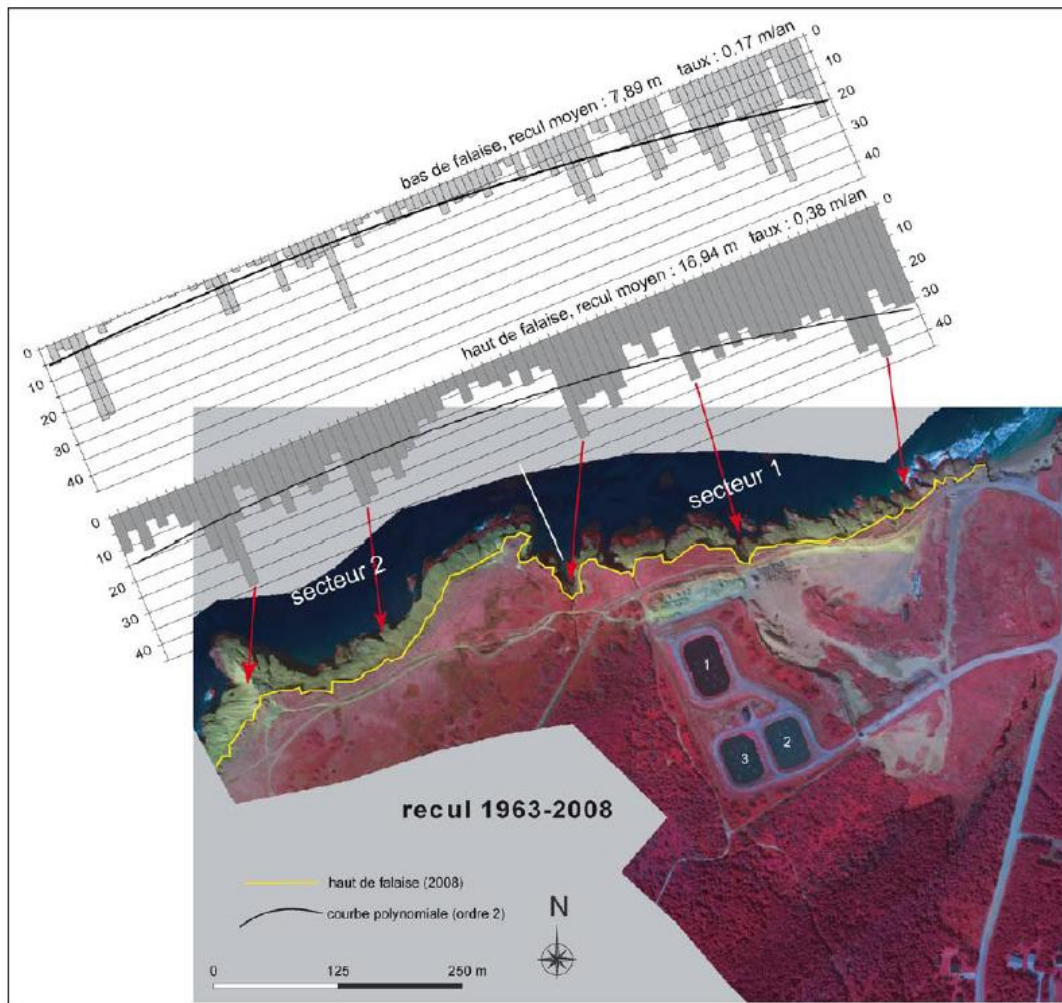 bas de falaise, recul moyen : 7,89 m taux : 0,17 m/an
0
10
20
30
40
0
10
20
30
40
haut de falaise, recul moyen : 16,94 m taux : 0,38 m/an
0
10
20
30
40
0
10
20
30
40
secteur 1
secteur 2
1
2
3
recul 1963-2008
haut de falaise (2008)
courbe polynomiale (ordre 2)
N
0 125 250 m